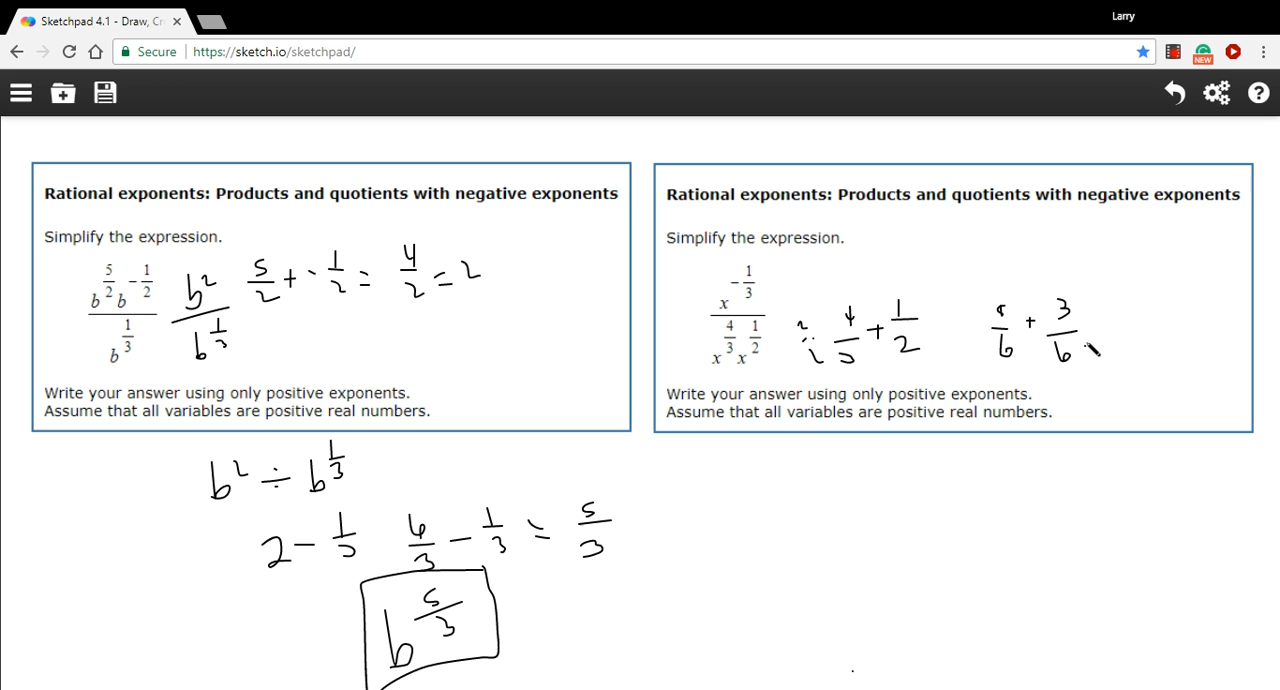 Larry
Sketchpad 4.1 - Draw, Cr
Secure https://sketch.io/sketchpad/
NEW
Rational exponents: Products and quotients with negative exponents
Simplify the expression.
b^(5/2) b^(-1/2) / b^(1/3)
b^2 / b^(1/3)
5/2 + -1/2 = 4/2 = 2
Write your answer using only positive exponents.
Assume that all variables are positive real numbers.
b^2 ÷ b^(1/3)
2 - 1/3 6/3 - 1/3 = 5/3
b^(5/3)
Rational exponents: Products and quotients with negative exponents
Simplify the expression.
x^(-1/3) / x^(4/3) x^(1/2)
4/3 + 1/2
8/6 + 3/6
Write your answer using only positive exponents.
Assume that all variables are positive real numbers.